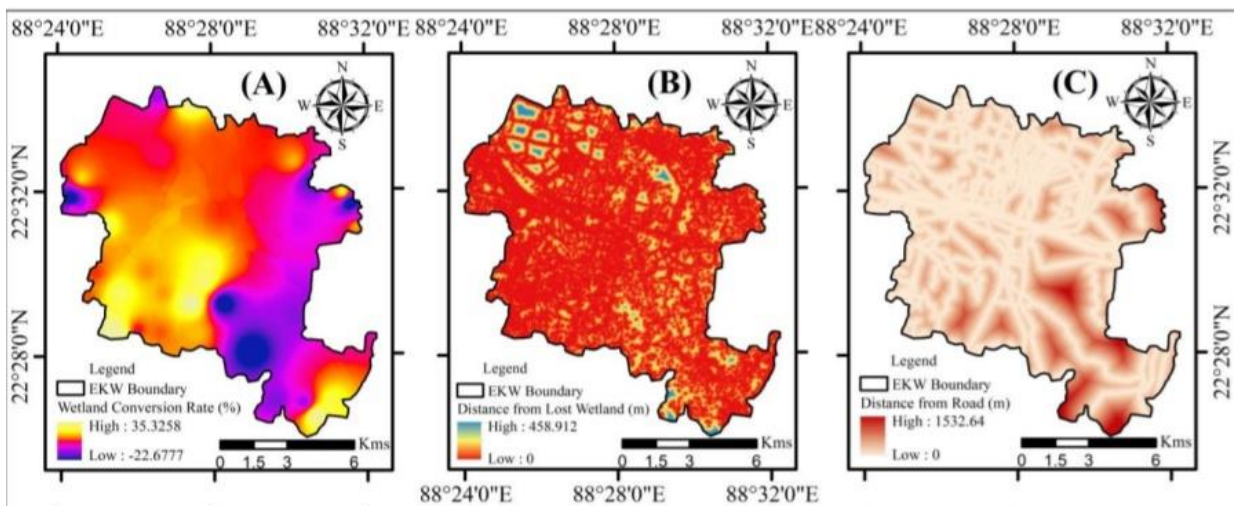 88°24'0"E 88°28'0"E 88°32'0"E
(A)
N
W E
S
22°32'0"N
22°28'0"N
Legend
EKW Boundary
Wetland Conversion Rate (%)
High : 35.3258
Low : -22.6777
Kms
0 1.5 3 6
88°24'0"E 88°28'0"E 88°32'0"E
(B)
N
W E
S
Legend
EKW Boundary
Distance from Lost Wetland (m)
High : 458.912
Low : 0
Kms
0 1.5 3 6
88°24'0"E 88°28'0"E 88°32'0"E
88°24'0"E 88°28'0"E 88°32'0"E
(C)
N
W E
S
22°32'0"N
22°28'0"N
Legend
EKW Boundary
Distance from Road (m)
High : 1532.64
Low : 0
Kms
0 1.5 3 6